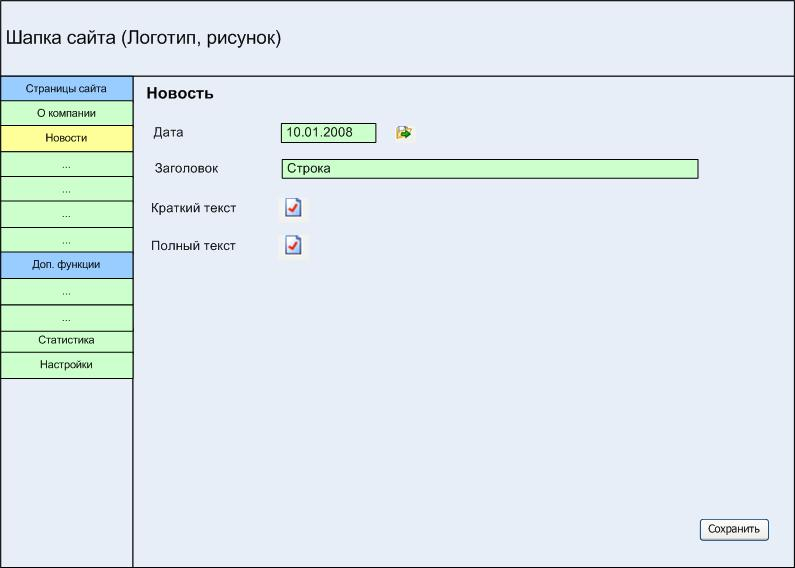 Шапка сайта (Логотип, рисунок)
Страницы сайта
О компании
Новости
...
...
...
...
Доп. функции
...
...
Статистика
Настройки
Новость
Дата 10.01.2008
Заголовок Строка
Краткий текст
Полный текст
Сохранить